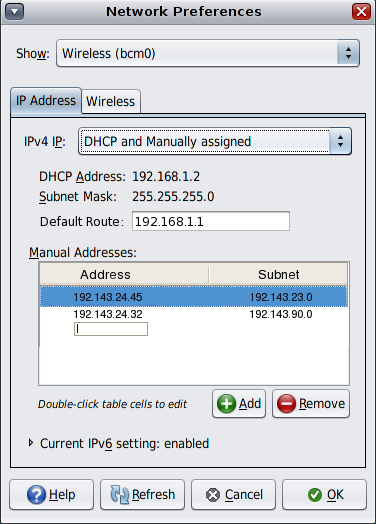 Network Preferences
Show: Wireless (bcm0)
IP Address Wireless
IPv4 IP: DHCP and Manually assigned
DHCP Address: 192.168.1.2
Subnet Mask: 255.255.255.0
Default Route: 192.168.1.1
Manual Addresses:
Address Subnet
192.143.24.45 192.143.23.0
192.143.24.32 192.143.90.0
Double-click table cells to edit Add Remove
Current IPv6 setting: enabled
Help Refresh Cancel OK